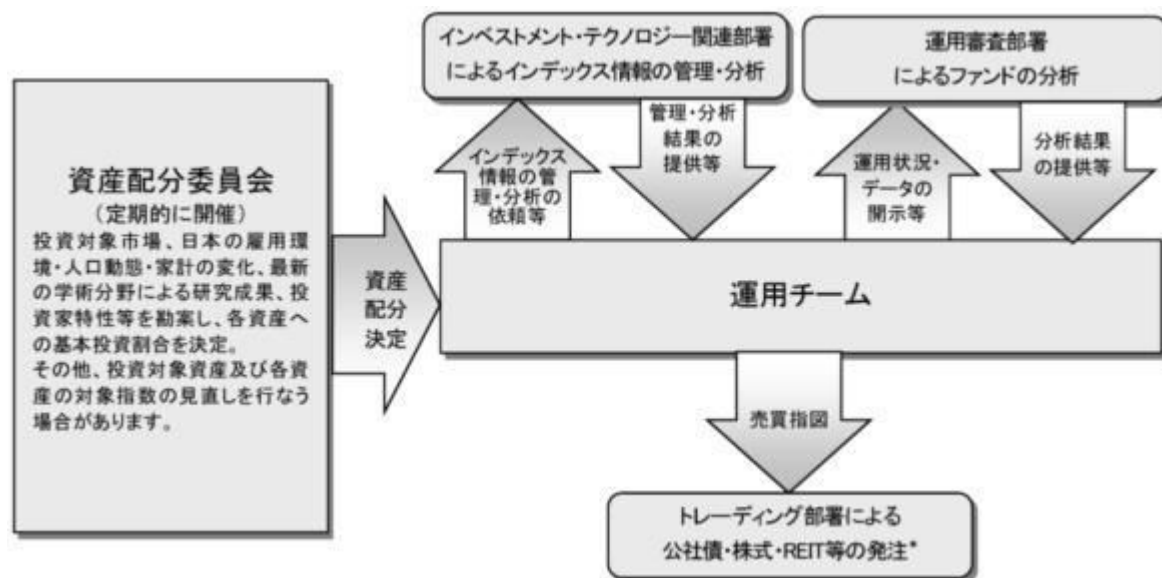 インベストメント・テクノロジー関連部署
によるインデックス情報の管理・分析
運用審査部署
によるファンドの分析
インデックス
情報の管
理・分析の
依頼等
管理・分析
結果の
提供等
運用状況・
データの
開示等
分析結果
の提供等
資産配分委員会
（定期的に開催）
投資対象市場、日本の雇用環
境・人口動態・家計の変化、最新
の学術分野による研究成果、投
資家特性等を勘案し、各資産へ
の基本投資割合を決定。
その他、投資対象資産及び各資
産の対象指数の見直しを行なう
場合があります。
資産
配分
決定
運用チーム
売買指図
トレーディング部署による
公社債・株式・REIT等の発注*